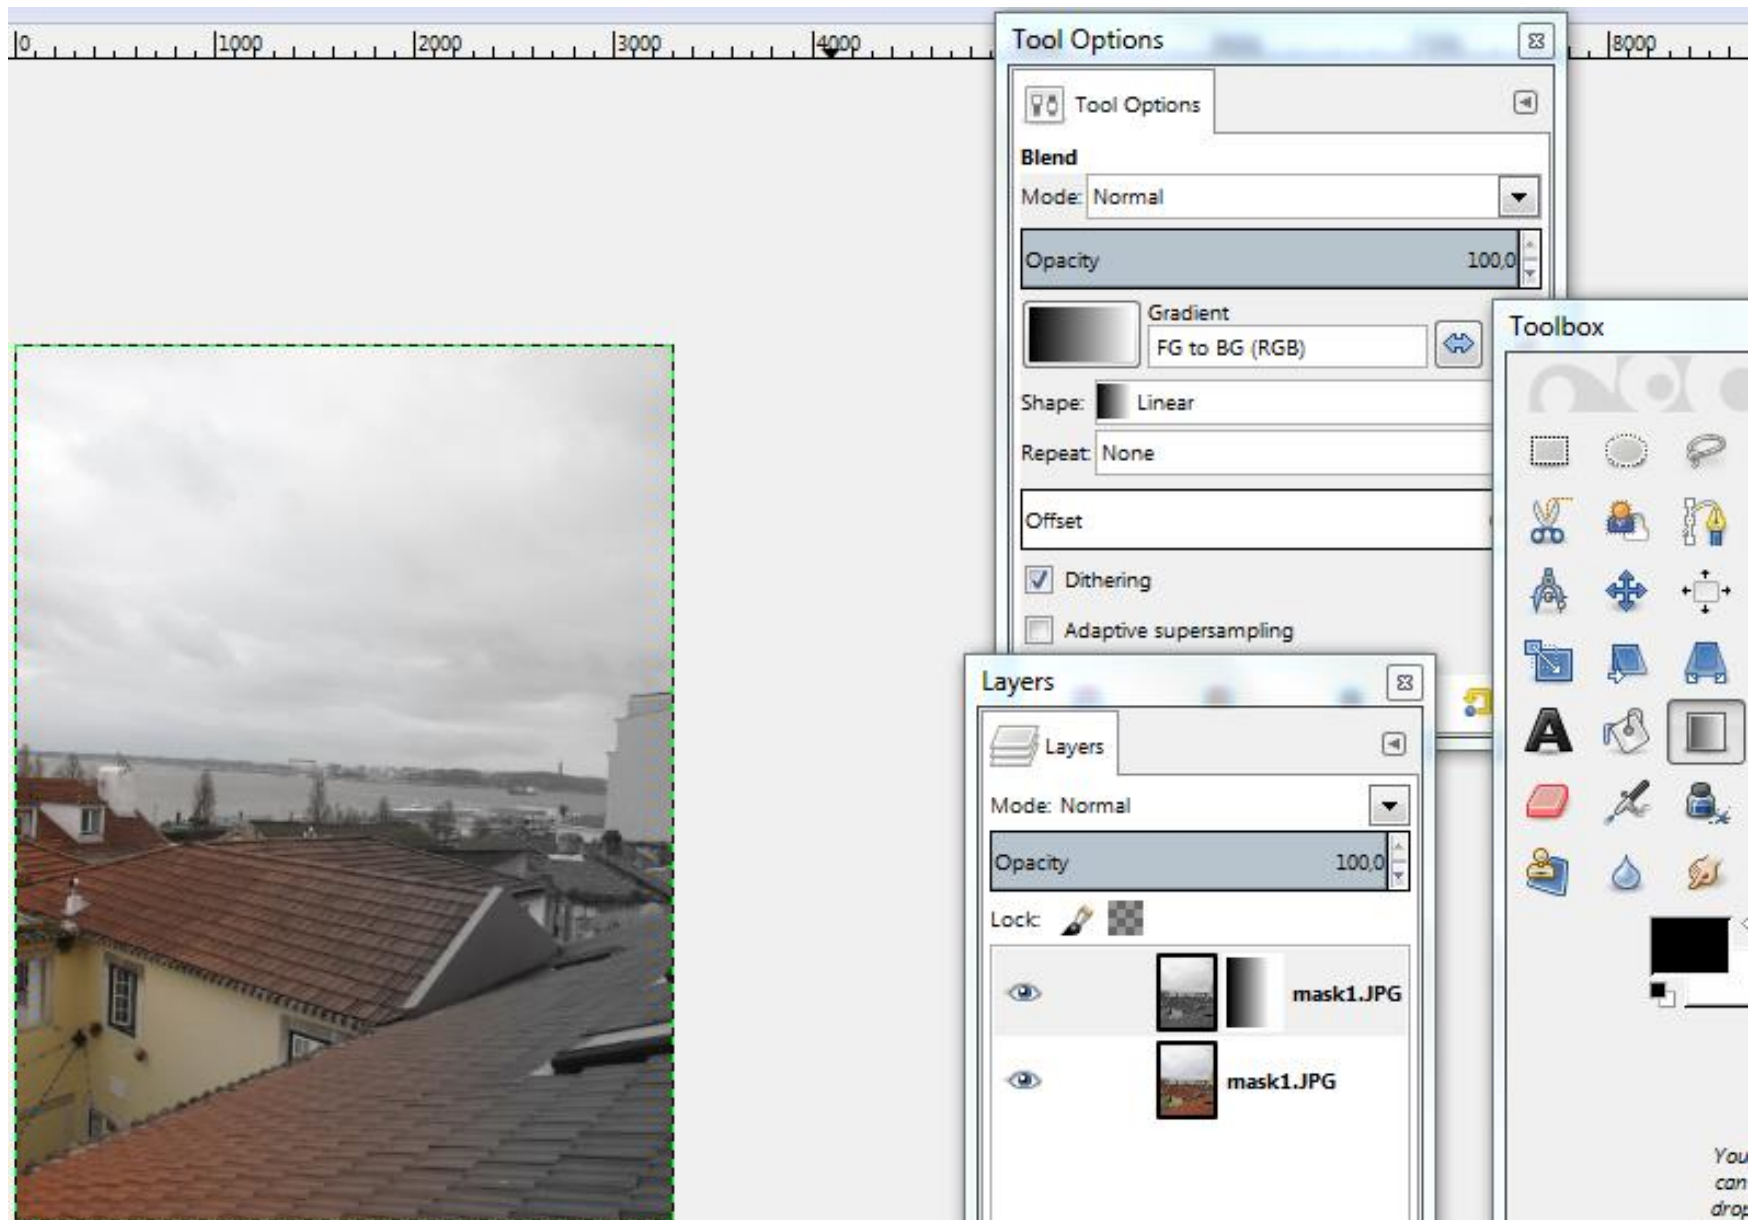 0 1000 2000 3000 4000 8000
Tool Options
Tool Options
Blend
Mode: Normal
Opacity 100,0
Gradient
FG to BG (RGB)
Shape: Linear
Repeat: None
Offset
Dithering
Adaptive supersampling
Toolbox
Layers
Layers
Mode: Normal
Opacity 100,0
Lock:
mask1.JPG
mask1.JPG
You
can
drop